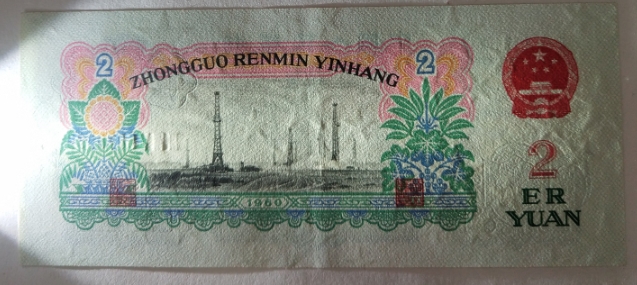 2
ZHONGGUO RENMIN YINHANG
2
1960
2
ER
YUAN